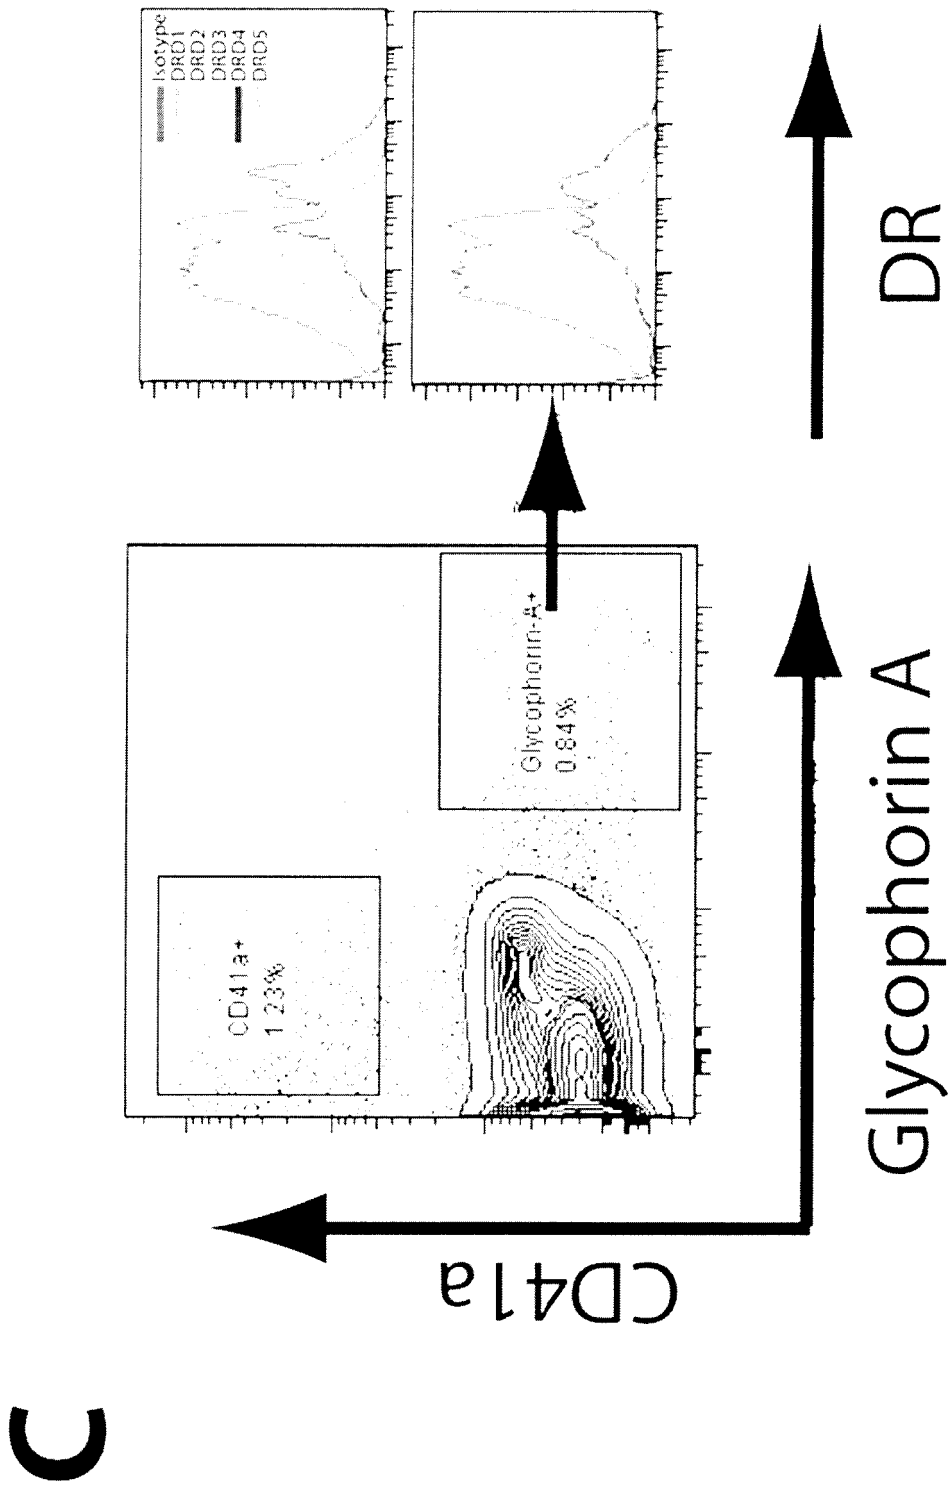 C
CD41a
CD41a+
1.23%
Glycophorin-A+
0.84%
Isotype
DRD1
DRD2
DRD3
DRD4
DRD5
Glycophorin A
DR